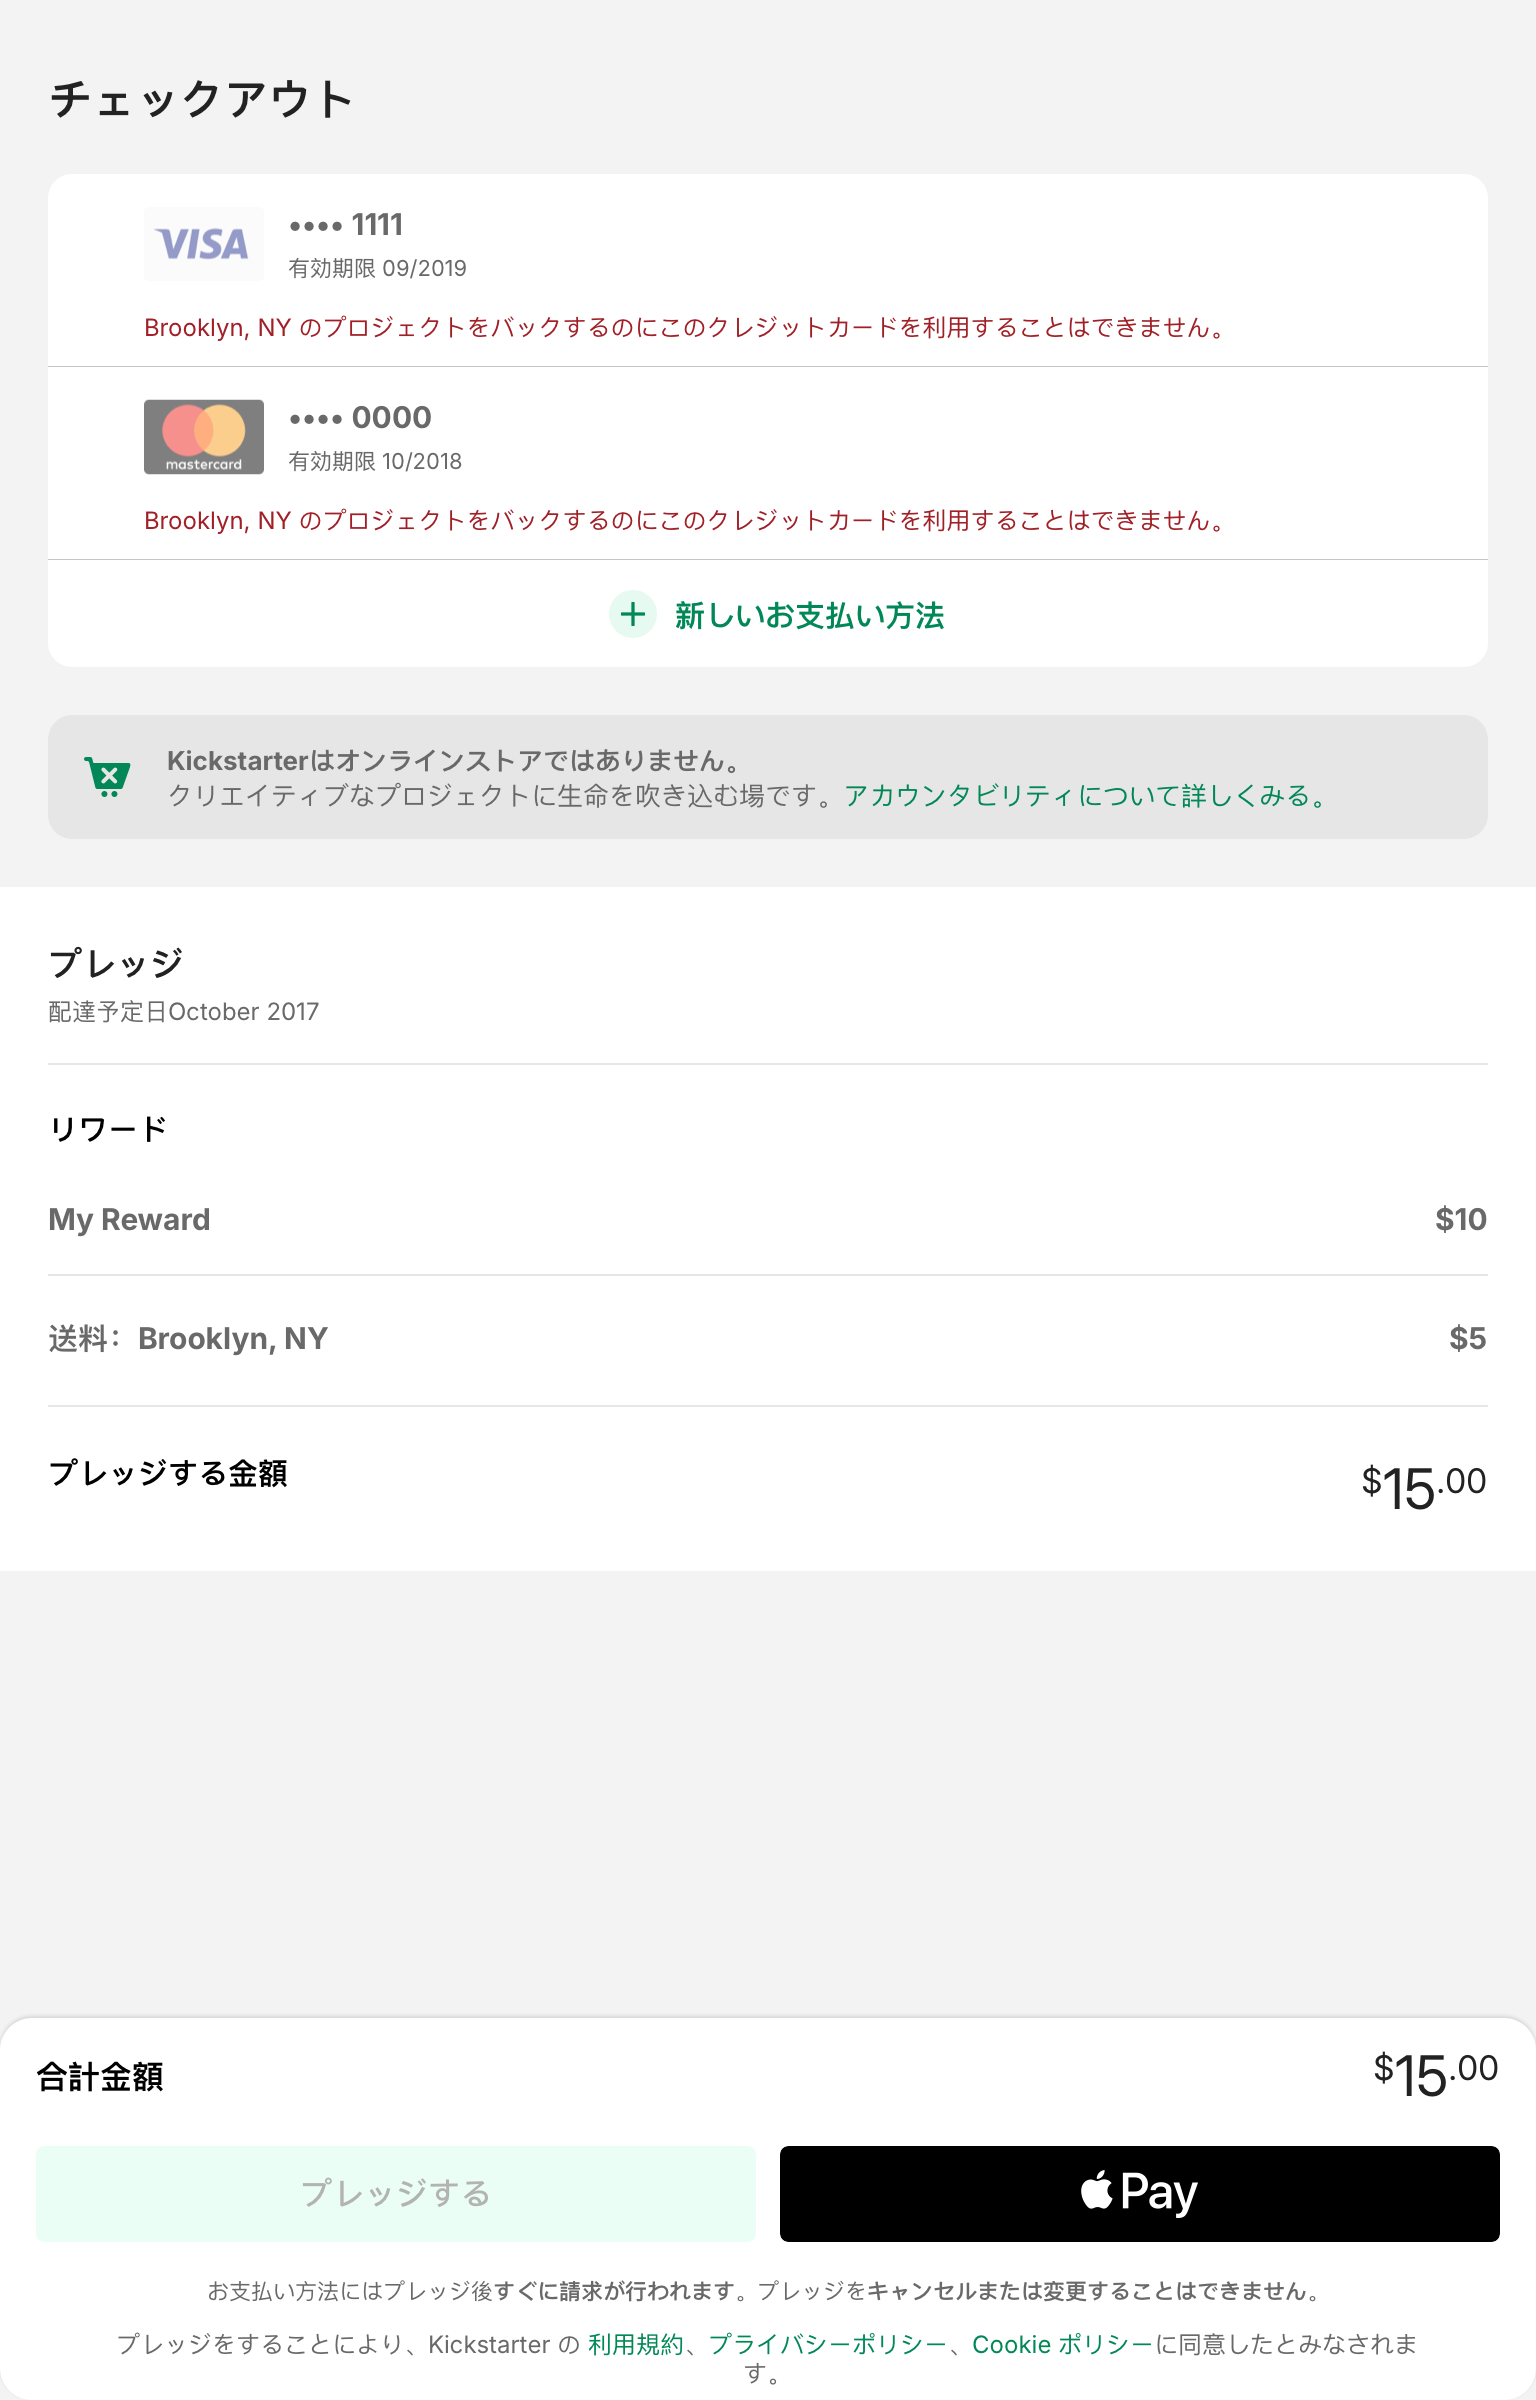 チェックアウト
VISA
•••• 1111
有効期限 09/2019
Brooklyn, NY のプロジェクトをバックするのにこのクレジットカードを利用することはできません。
mastercard
•••• 0000
有効期限 10/2018
Brooklyn, NY のプロジェクトをバックするのにこのクレジットカードを利用することはできません。
新しいお支払い方法
Kickstarterはオンラインストアではありません。
クリエイティブなプロジェクトに生命を吹き込む場です。アカウンタビリティについて詳しくみる。
プレッジ
配達予定日October 2017
リワード
My Reward $10
送料：Brooklyn, NY $5
プレッジする金額 $15.00
合計金額 $15.00
プレッジする
Pay
お支払い方法にはプレッジ後すぐに請求が行われます。プレッジをキャンセルまたは変更することはできません。
プレッジをすることにより、Kickstarter の 利用規約、プライバシーポリシー、Cookie ポリシーに同意したとみなされま
す。